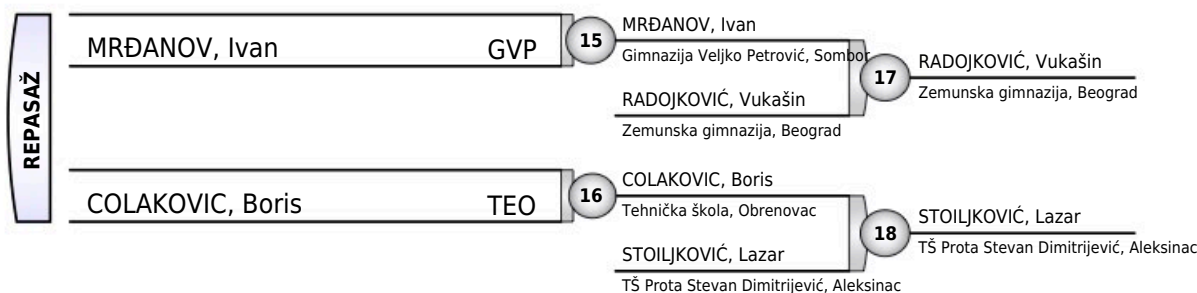 REPASAŽ
MRĐANOV, Ivan GVP
15
MRĐANOV, Ivan
Gimnazija Veljko Petrović, Sombor
RADOJKOVIĆ, Vukašin
Zemunska gimnazija, Beograd
17
RADOJKOVIĆ, Vukašin
Zemunska gimnazija, Beograd
COLAKOVIC, Boris TEO
16
COLAKOVIC, Boris
Tehnička škola, Obrenovac
STOILJKOVIĆ, Lazar
TŠ Prota Stevan Dimitrijević, Aleksinac
18
STOILJKOVIĆ, Lazar
TŠ Prota Stevan Dimitrijević, Aleksinac